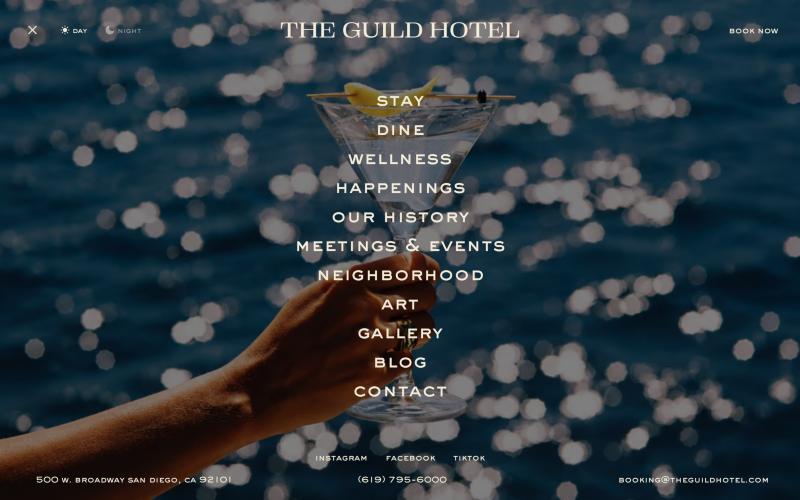 DAY NIGHT THE GUILD HOTEL BOOK NOW
STAY
DINE
WELLNESS
HAPPENINGS
OUR HISTORY
MEETINGS & EVENTS
NEIGHBORHOOD
ART
GALLERY
BLOG
CONTACT
INSTAGRAM FACEBOOK TIKTOK
500 W. BROADWAY SAN DIEGO, CA 92101 (619) 795-6000 BOOKING@THEGUILDHOTEL.COM